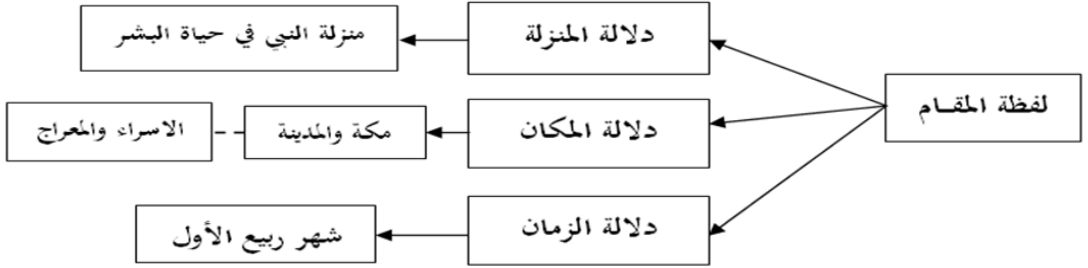 لفظة المقام
دلالة المنزلة
منزلة النبي في حياة البشر
دلالة المكان
مكة والمدينة
الاسراء والمعراج
دلالة الزمان
شهر ربيع الأول